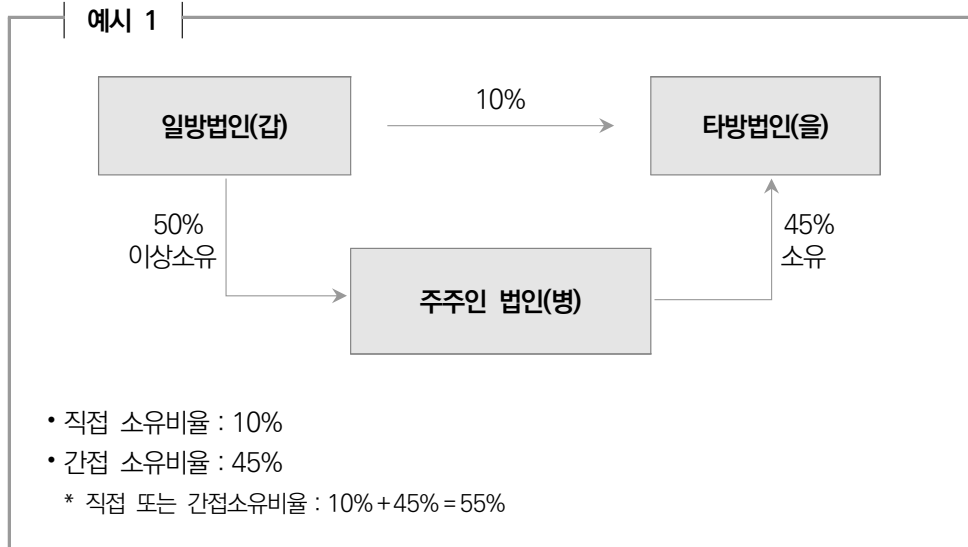 예시 1
일방법인(갑)
10%
타방법인(을)
50%
이상소유
45%
소유
주주인 법인(병)
• 직접 소유비율 : 10%
• 간접 소유비율 : 45%
* 직접 또는 간접소유비율 : 10%+45%=55%